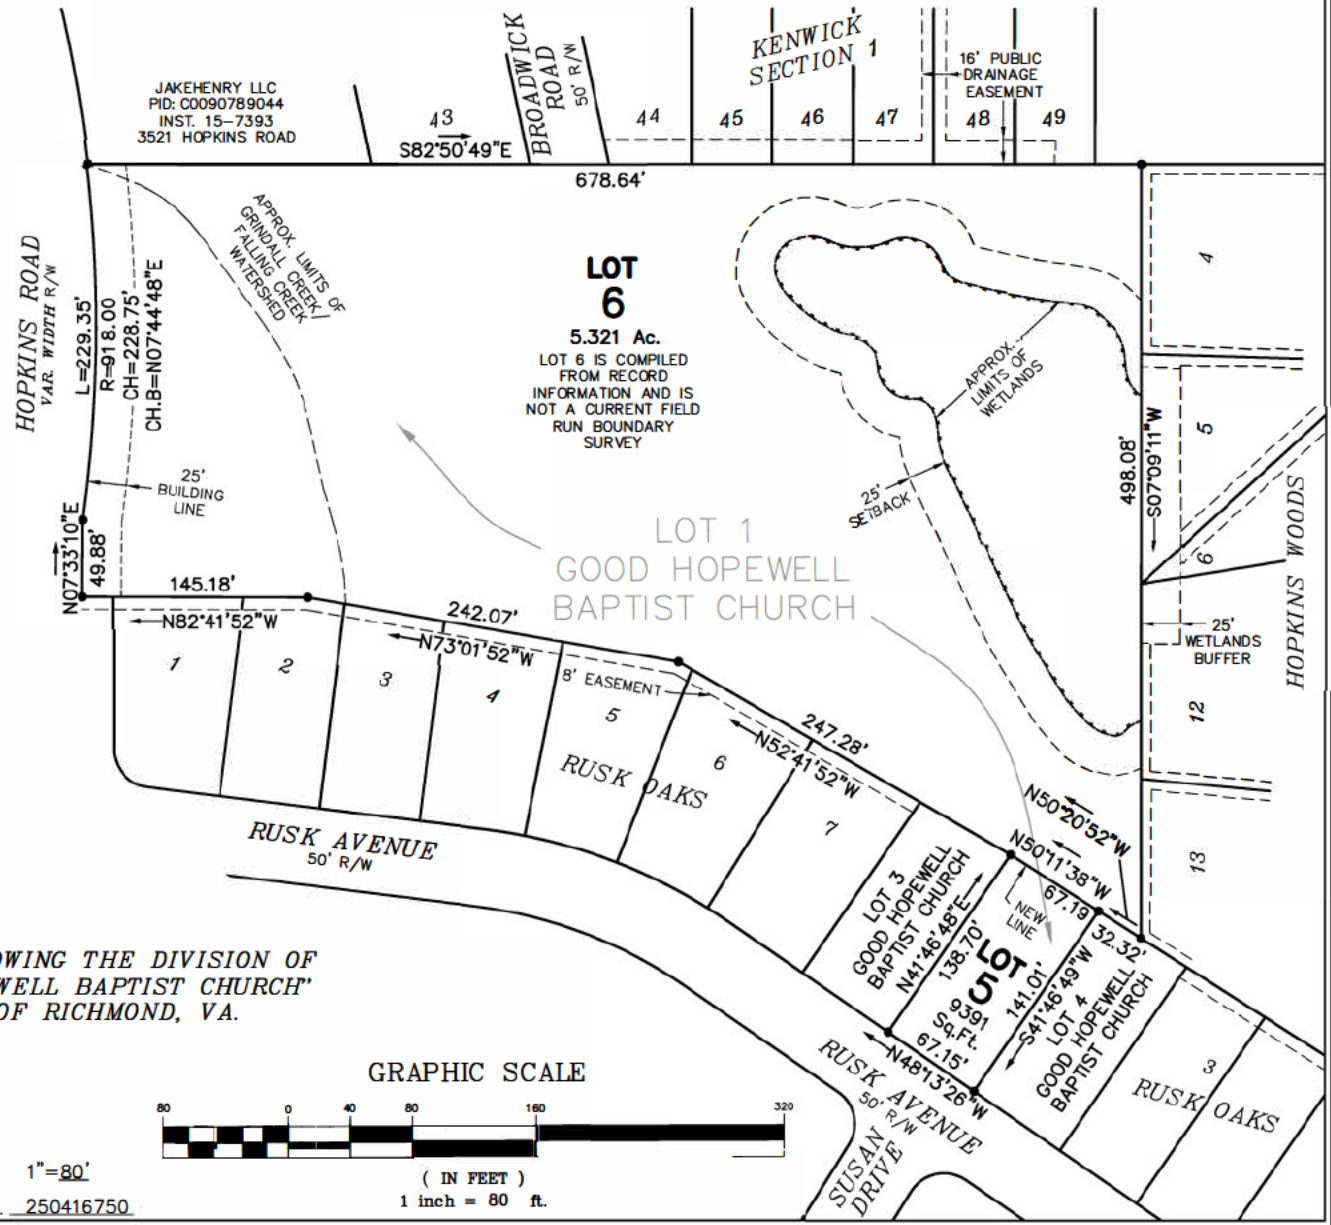 JAKEHENRY LLC
PID: C0090789044
INST. 15–7393
3521 HOPKINS ROAD
43
S82°50'49"E
BROADWICK
ROAD
50' R/W
44
45
46
47
48
49
KENWICK
SECTION 1
16' PUBLIC
DRAINAGE
EASEMENT
678.64'
HOPKINS ROAD
VAR. WIDTH R/W
L=229.35'
R=918.00
CH=228.75'
CH.B=N07°44'48"E
APPROX. LIMITS OF
GRINDALL CREEK/
FALLING CREEK
WATERSHED
LOT
6
5.321 Ac.
LOT 6 IS COMPILED
FROM RECORD
INFORMATION AND IS
NOT A CURRENT FIELD
RUN BOUNDARY
SURVEY
APPROX.
LIMITS OF
WETLANDS
25'
SETBACK
498.08'
S07°09'11"W
4
5
6
HOPKINS WOODS
25'
WETLANDS
BUFFER
12
13
25'
BUILDING
LINE
N07°33'10"E
49.88'
145.18'
N82°41'52"W
242.07'
N73°01'52"W
LOT 1
GOOD HOPEWELL
BAPTIST CHURCH
8' EASEMENT
247.28'
N52°41'52"W
1
2
3
4
5
6
7
RUSK OAKS
RUSK AVENUE
50' R/W
N50°20'52"W
N50°11'38"W
67.19
32.32'
NEW
LINE
LOT 3
GOOD HOPEWELL
BAPTIST CHURCH
N41°46'48"E
138.70'
LOT
5
9391
Sq.Ft.
67.15'
141.01'
S41°46'49"W
LOT 4
GOOD HOPEWELL
BAPTIST CHURCH
N48°13'26"W
RUSK AVENUE
50' R/W
SUSAN
DRIVE
3
RUSK OAKS
OWING THE DIVISION OF
WELL BAPTIST CHURCH"
OF RICHMOND, VA.
GRAPHIC SCALE
80 0 40 80 160 320
( IN FEET )
1 inch = 80 ft.
1"=80'
. 250416750